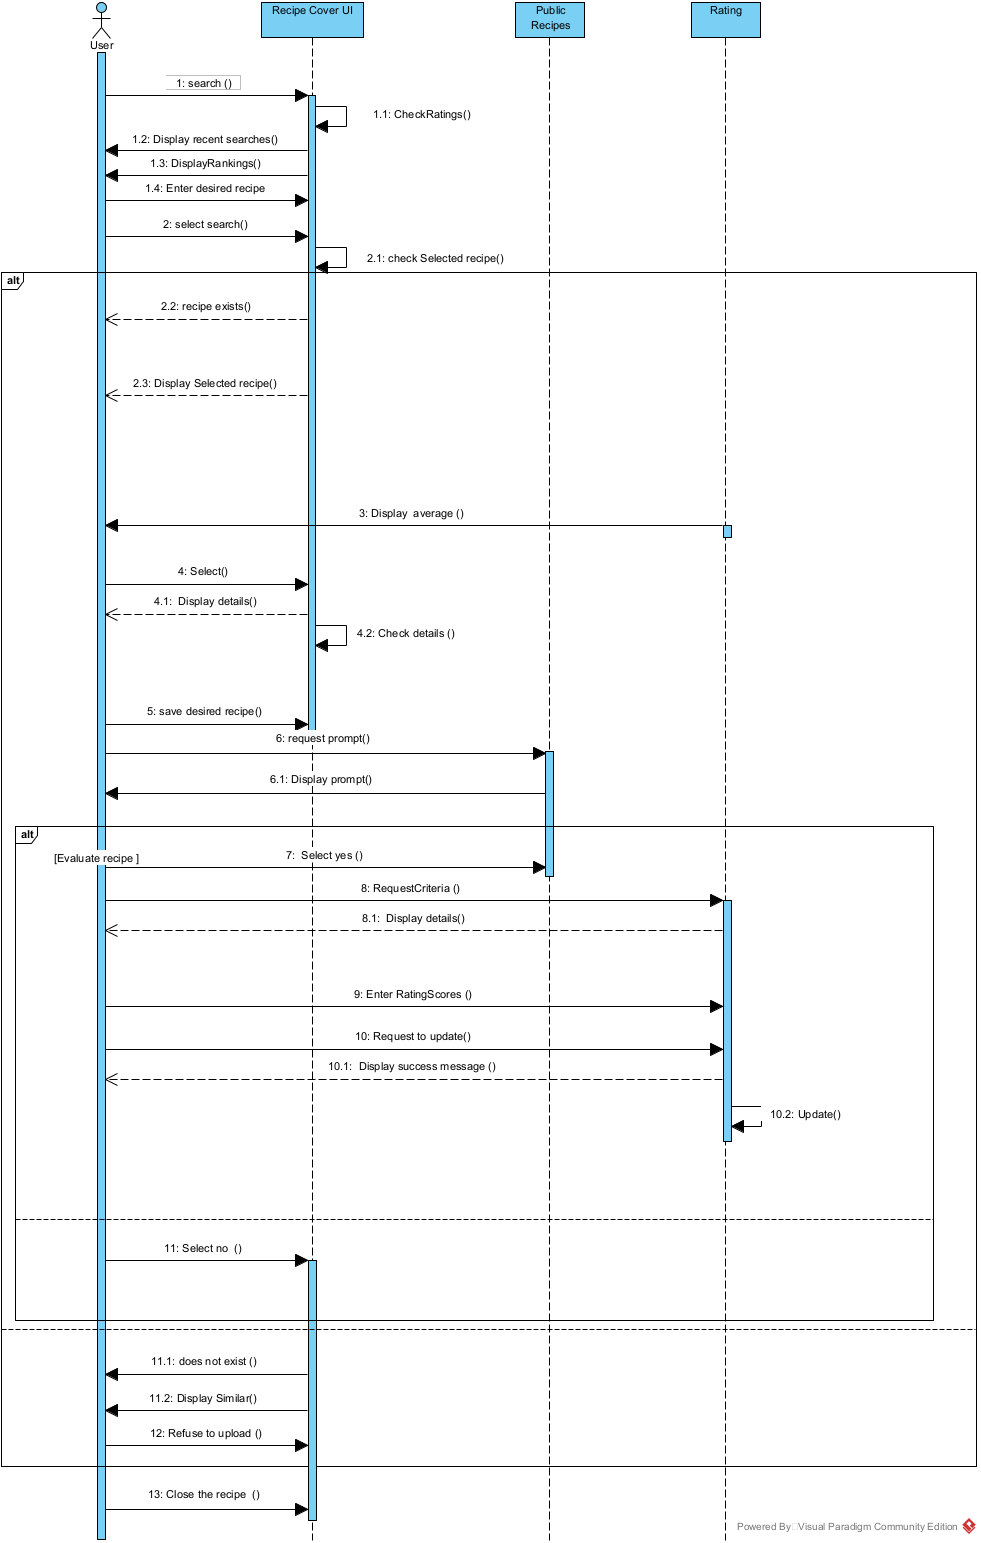 User
Recipe Cover UI
Public
Recipes
Rating
1: search ()
1.1: CheckRatings()
1.2: Display recent searches()
1.3: DisplayRankings()
1.4: Enter desired recipe
2: select search()
2.1: check Selected recipe()
alt
2.2: recipe exists()
2.3: Display Selected recipe()
3: Display average ()
4: Select()
4.1: Display details()
4.2: Check details ()
5: save desired recipe()
6: request prompt()
6.1: Display prompt()
alt
[Evaluate recipe ]
7: Select yes ()
8: RequestCriteria ()
8.1: Display details()
9: Enter RatingScores ()
10: Request to update()
10.1: Display success message ()
10.2: Update()
11: Select no ()
11.1: does not exist ()
11.2: Display Similar()
12: Refuse to upload ()
13: Close the recipe ()
Powered By Visual Paradigm Community Edition